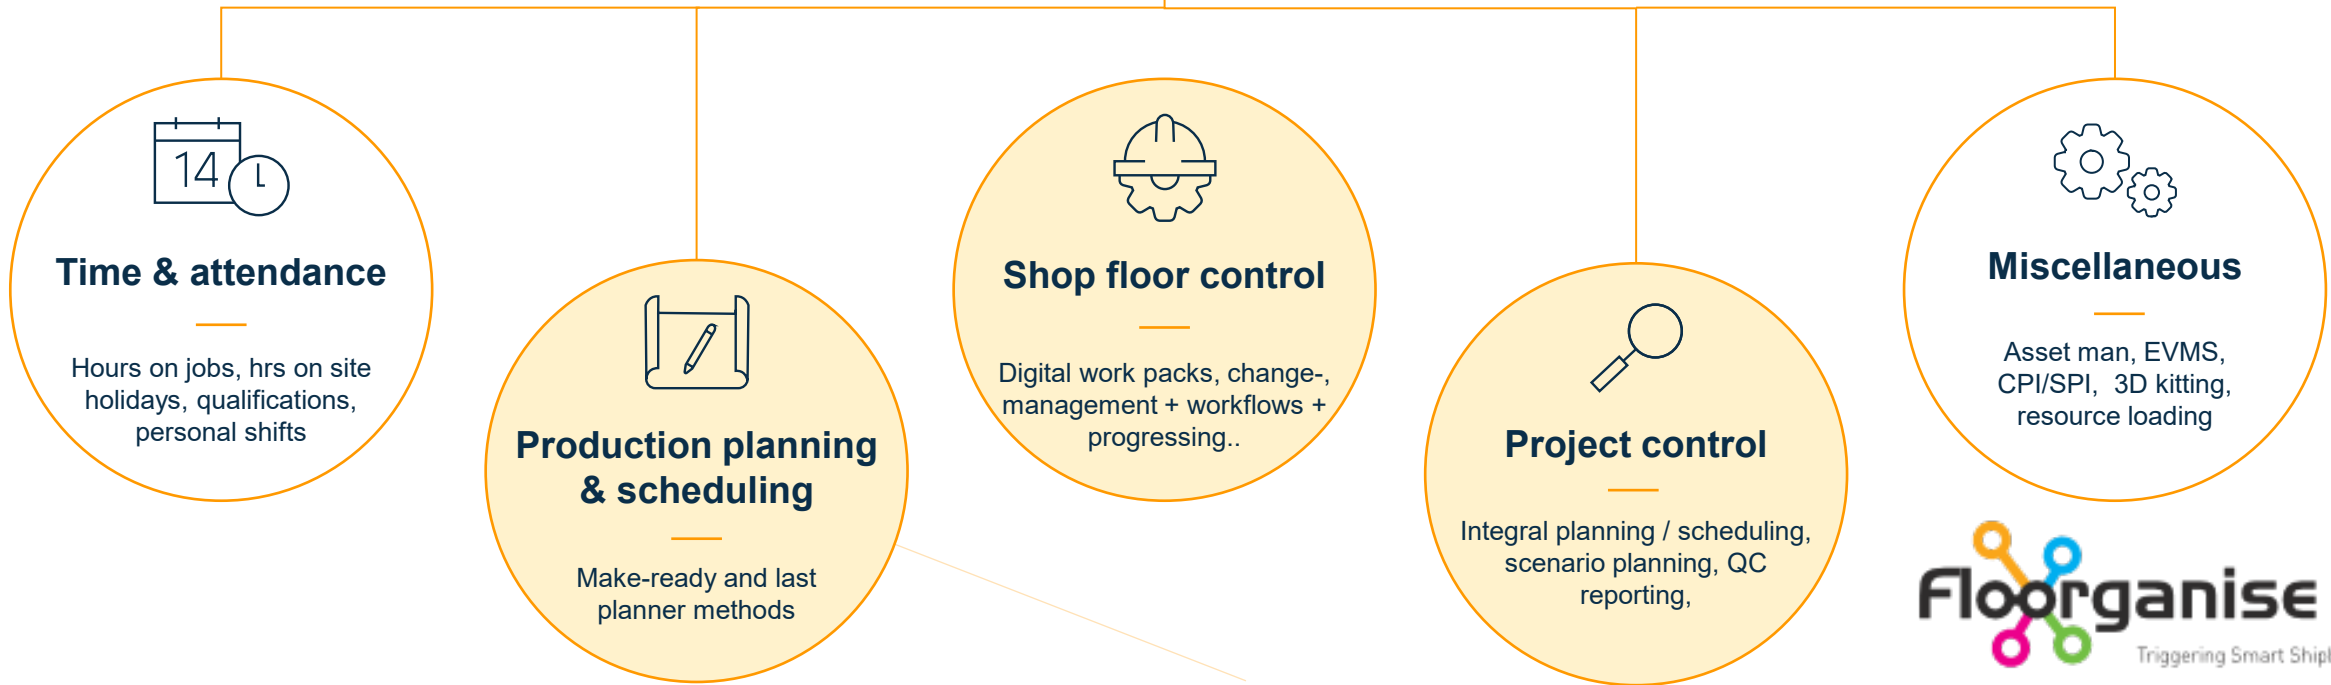 14
Time & attendance
Hours on jobs, hrs on site
holidays, qualifications,
personal shifts
Production planning
& scheduling
Make-ready and last
planner methods
Shop floor control
Digital work packs, change-,
management + workflows +
progressing..
Project control
Integral planning / scheduling,
scenario planning, QC
reporting,
Miscellaneous
Asset man, EVMS,
CPI/SPI, 3D kitting,
resource loading
Floorganise
Triggering Smart